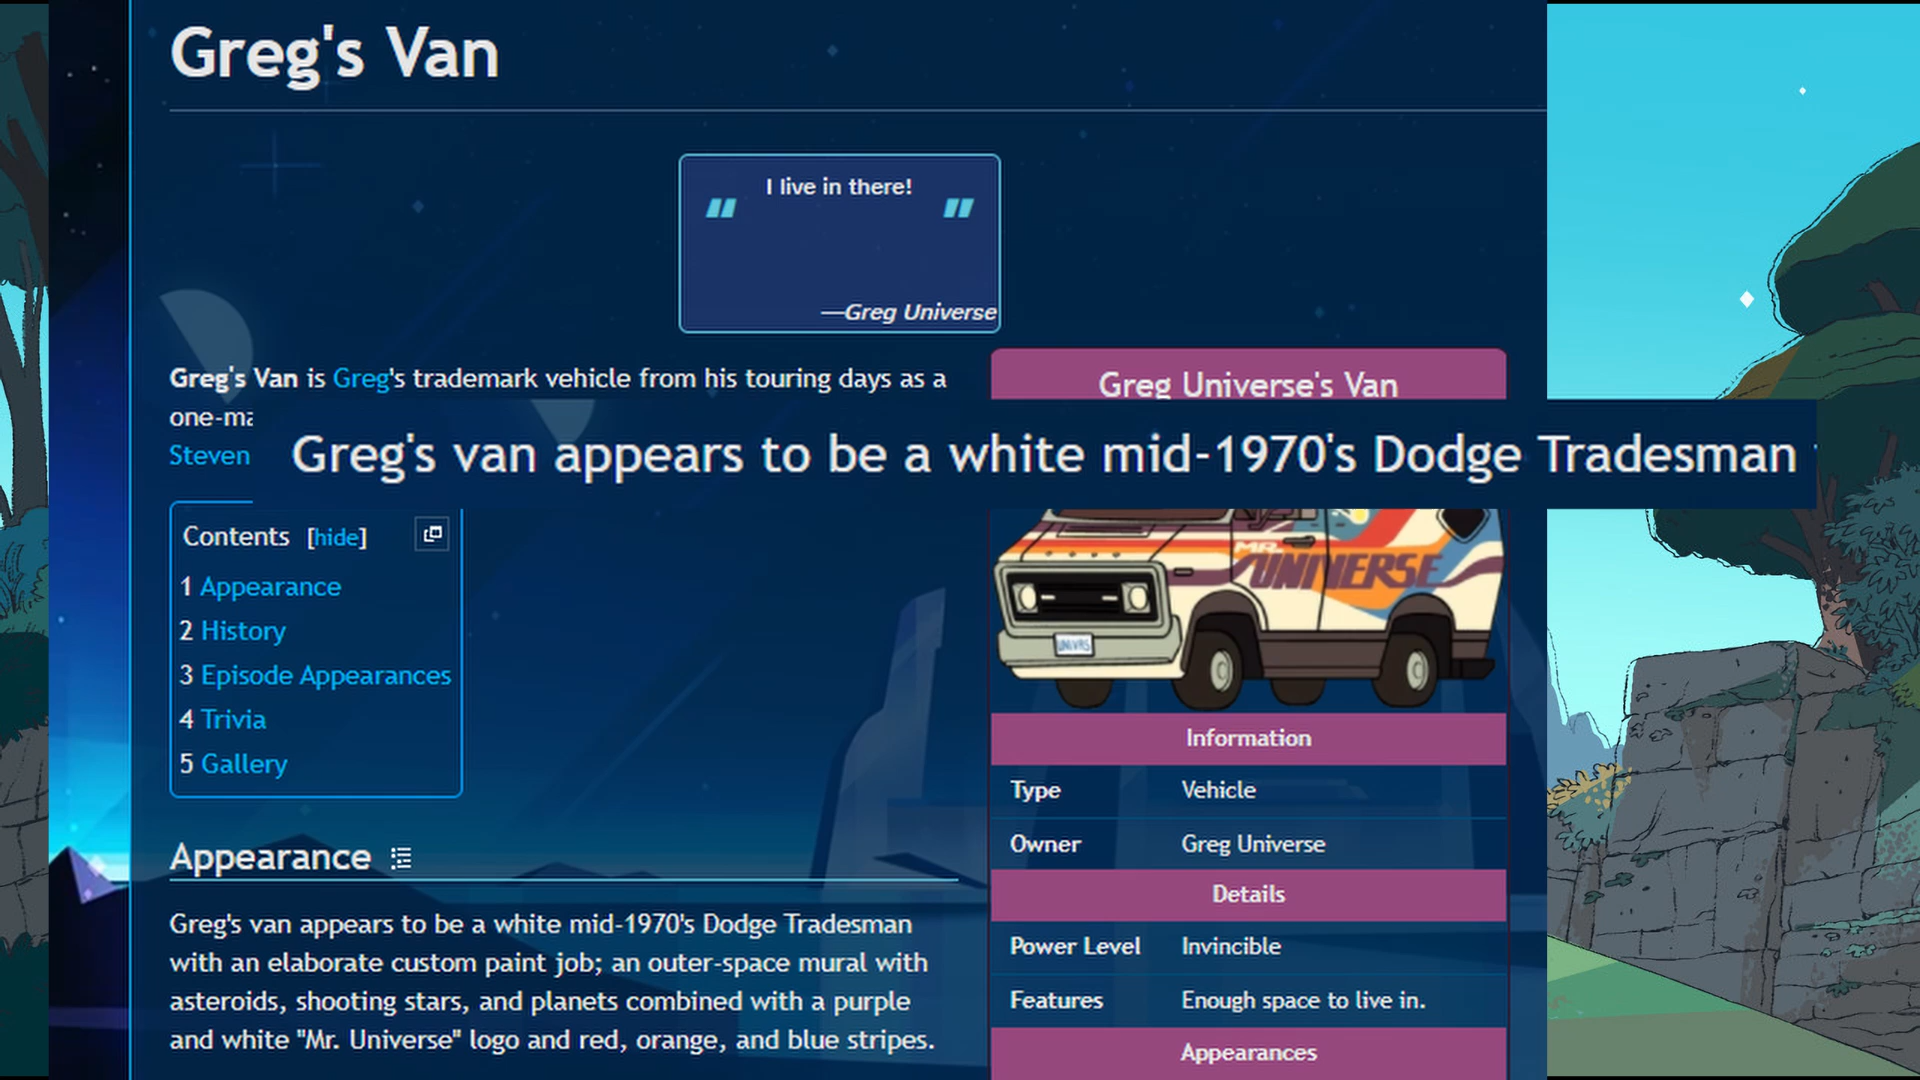 Greg's Van
I live in there!
—Greg Universe
Greg's Van is Greg's trademark vehicle from his touring days as a
one-ma
Steven
Greg Universe's Van
Greg's van appears to be a white mid-1970's Dodge Tradesman
MR.
UNIVERSE
UNIVRS
Contents [hide]
1 Appearance
2 History
3 Episode Appearances
4 Trivia
5 Gallery
Information
Type Vehicle
Owner Greg Universe
Details
Power Level Invincible
Features Enough space to live in.
Appearances
Appearance
Greg's van appears to be a white mid-1970's Dodge Tradesman
with an elaborate custom paint job; an outer-space mural with
asteroids, shooting stars, and planets combined with a purple
and white "Mr. Universe" logo and red, orange, and blue stripes.